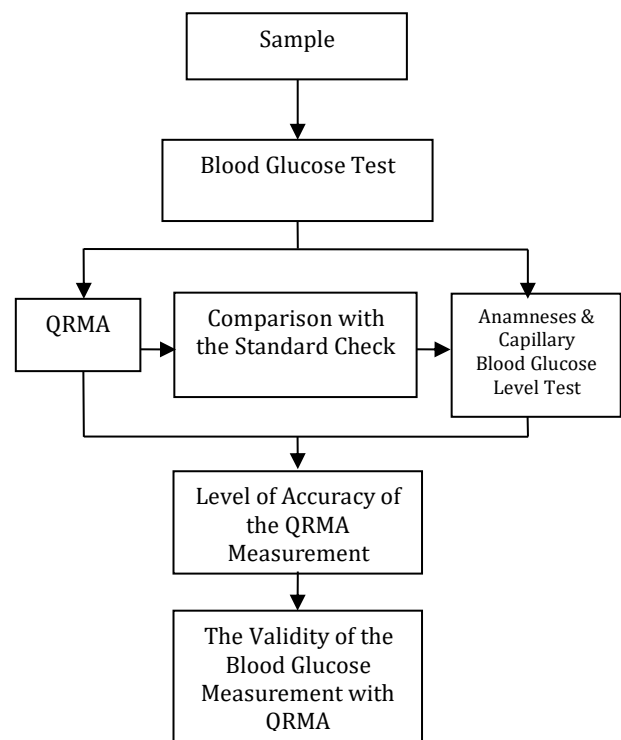 Sample
Blood Glucose Test
QRMA
Comparison with
the Standard Check
Anamneses &
Capillary
Blood Glucose
Level Test
Level of Accuracy of
the QRMA
Measurement
The Validity of the
Blood Glucose
Measurement with
QRMA